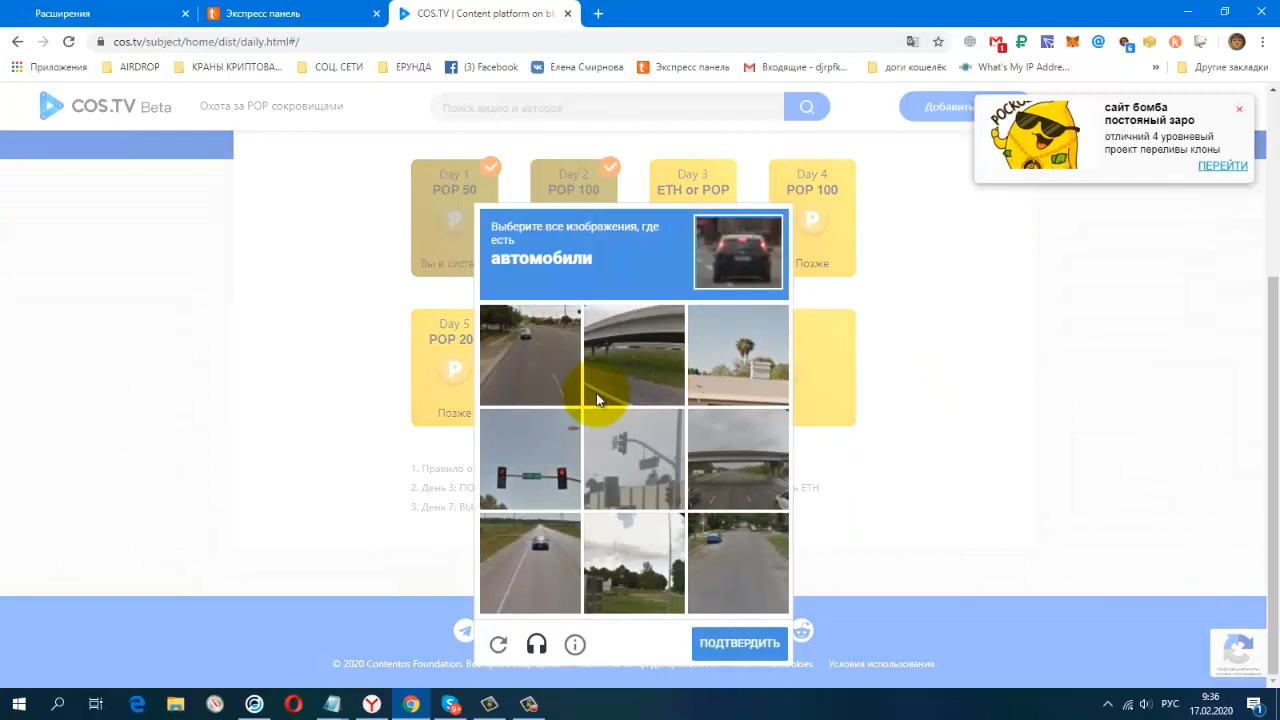 Расширения
Экспресс панель
COS.TV | Content platform on bl
cos.tv/subject/home/dist/daily.html#/
Приложения
AIRDROP
КРАНЫ КРИПТОВА...
СОЦ. СЕТИ
ЕРУНДА
(3) Facebook
Елена Смирнова
Экспресс панель
Входящие - djrpfk...
доги кошелёк
What's My IP Addre...
»
Другие закладки
COS.TV Beta
Охота за POP сокровищами
Поиск видео и авторов
Добавить
сайт бомба
постояный заро
отличний 4 уровневый
проект переливы клоны
ПЕРЕЙТИ
Day 1
POP 50
Вы в систе
Day 2
POP 100
Day 3
ETH or POP
Day 4
POP 100
Позже
Day 5
POP 20
Позже
Выберите все изображения, где
есть
автомобили
1. Правило о
2. День 3: ПО
ETH
3. День 7: ВЫ
ПОДТВЕРДИТЬ
© 2020 Contentos Foundation.
Cookies
Условия использования
РУС
9:36
17.02.2020